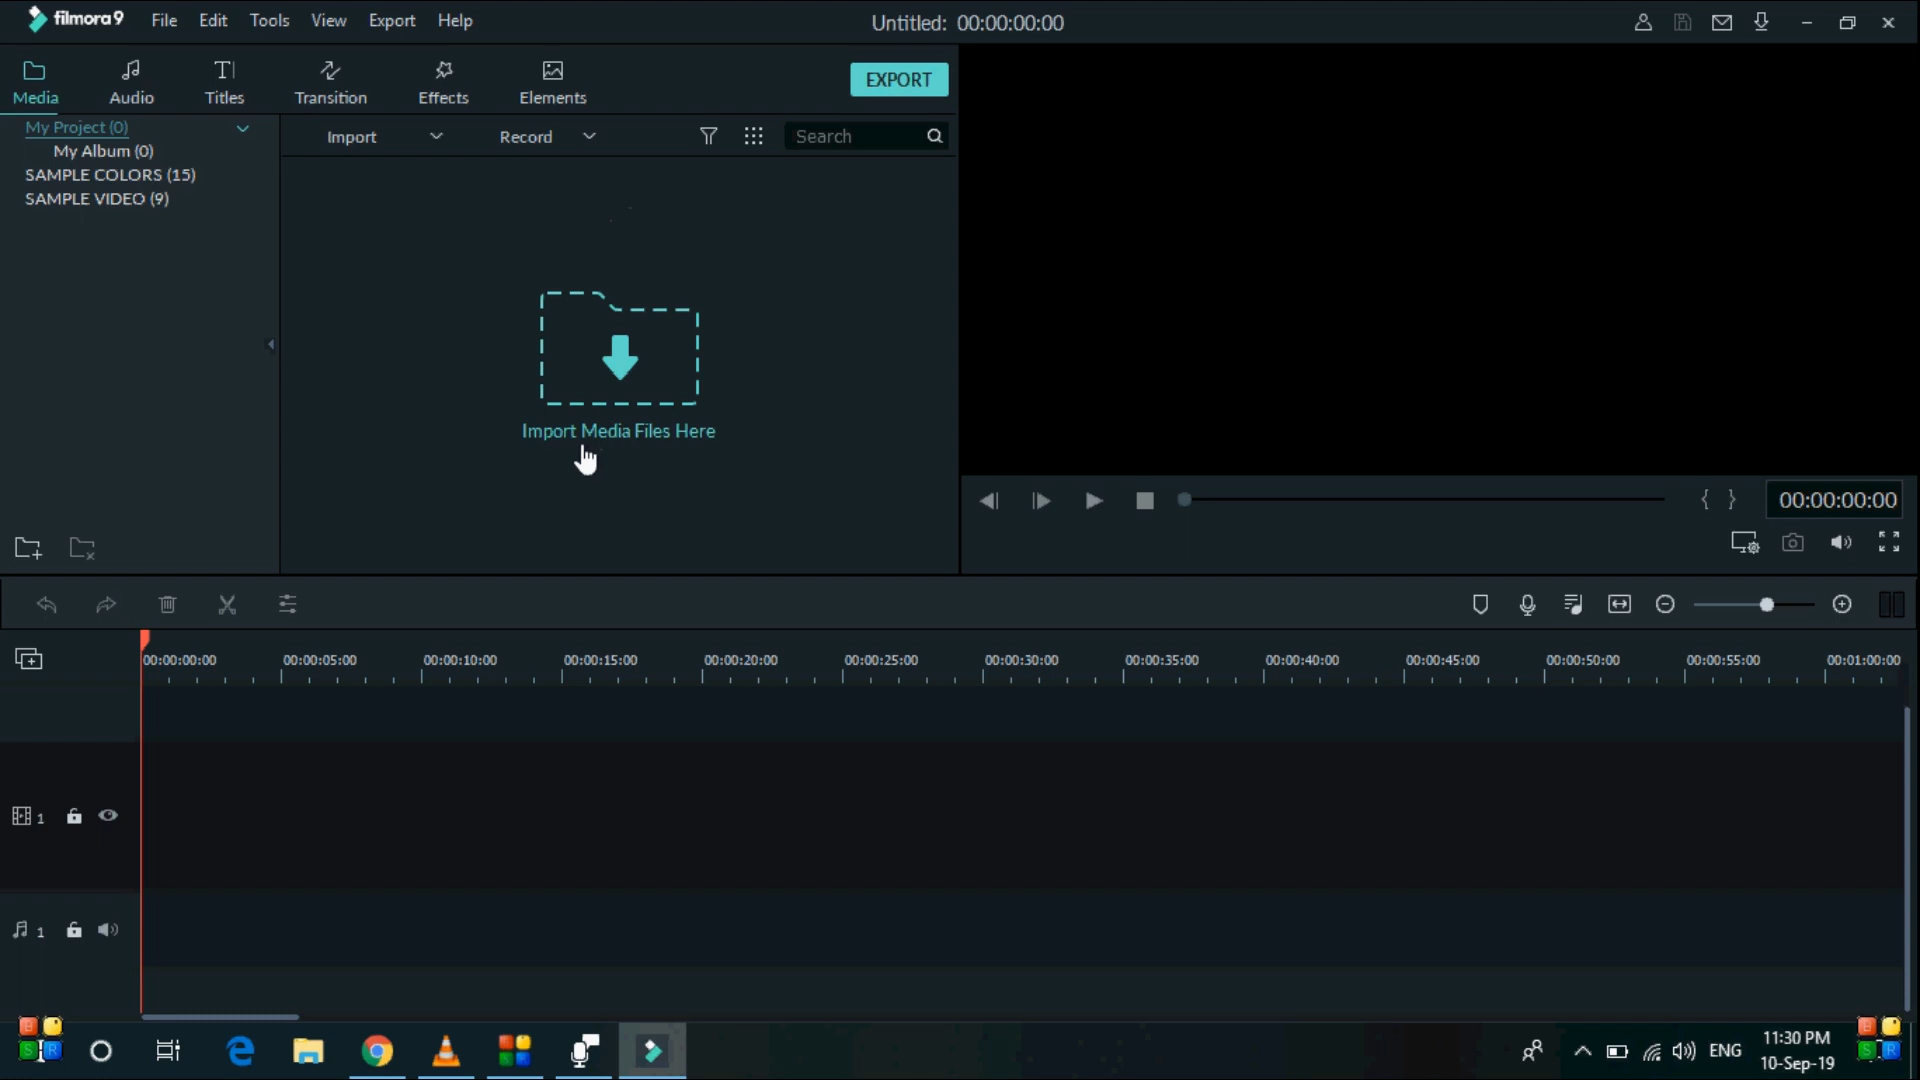 filmora9 File Edit Tools View Export Help Untitled: 00:00:00:00
Media Audio Titles Transition Effects Elements EXPORT
My Project (0) Import Record Search
My Album (0)
SAMPLE COLORS (15)
SAMPLE VIDEO (9)
Import Media Files Here
00:00:00:00
00:00:00:00 00:00:05:00 00:00:10:00 00:00:15:00 00:00:20:00 00:00:25:00 00:00:30:00 00:00:35:00 00:00:40:00 00:00:45:00 00:00:50:00 00:00:55:00 00:01:00:00
1
1
ENG 11:30 PM
10-Sep-19